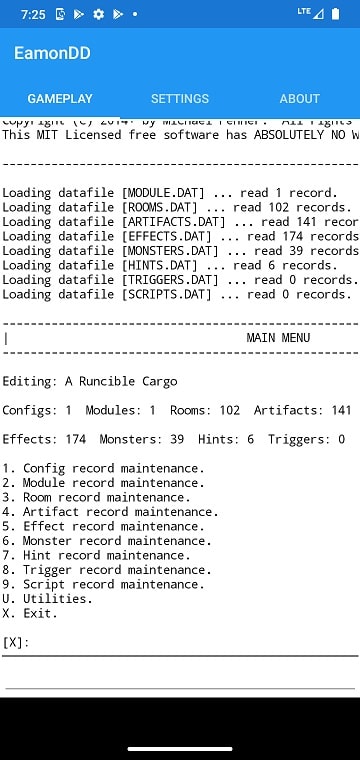 7:25
LTE
EamonDD
GAMEPLAY SETTINGS ABOUT
Copyright (c) 2014+ by Michael Penner. All rights
This MIT Licensed free software has ABSOLUTELY NO W
--------------------------------------------------
Loading datafile [MODULE.DAT] ... read 1 record.
Loading datafile [ROOMS.DAT] ... read 102 records.
Loading datafile [ARTIFACTS.DAT] ... read 141 recor
Loading datafile [EFFECTS.DAT] ... read 174 records
Loading datafile [MONSTERS.DAT] ... read 39 records
Loading datafile [HINTS.DAT] ... read 6 records.
Loading datafile [TRIGGERS.DAT] ... read 0 records.
Loading datafile [SCRIPTS.DAT] ... read 0 records.
--------------------------------------------------
| MAIN MENU
--------------------------------------------------
Editing: A Runcible Cargo
Configs: 1 Modules: 1 Rooms: 102 Artifacts: 141
Effects: 174 Monsters: 39 Hints: 6 Triggers: 0
1. Config record maintenance.
2. Module record maintenance.
3. Room record maintenance.
4. Artifact record maintenance.
5. Effect record maintenance.
6. Monster record maintenance.
7. Hint record maintenance.
8. Trigger record maintenance.
9. Script record maintenance.
U. Utilities.
X. Exit.
[X]: